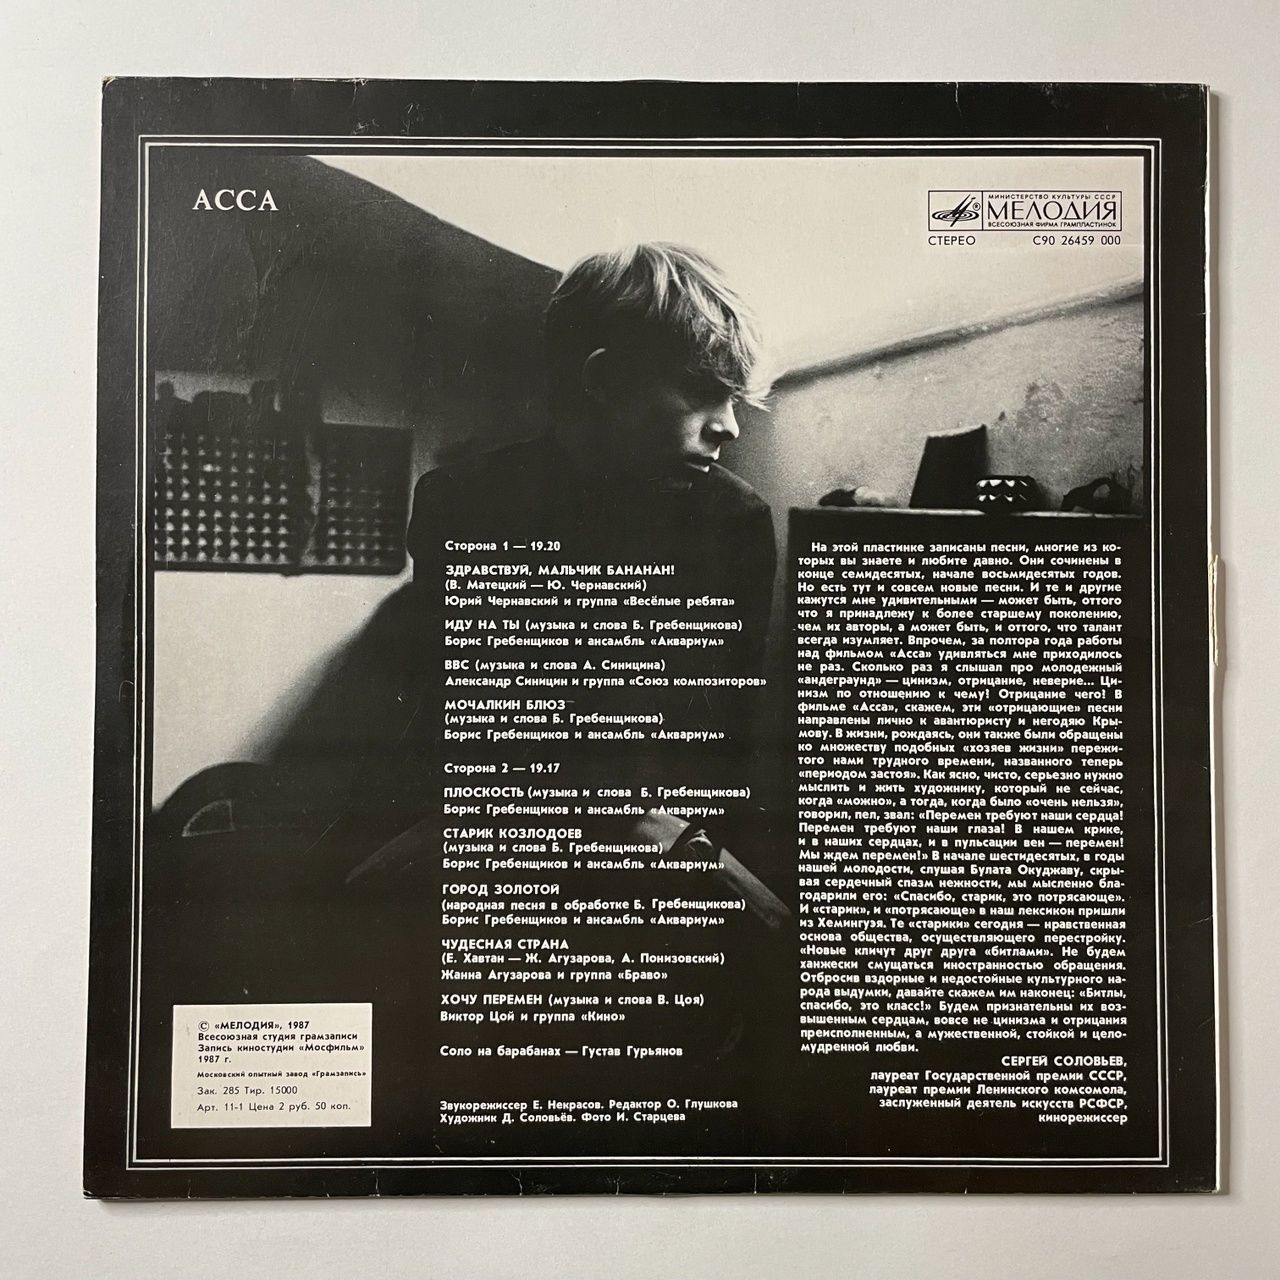 АССА
МИНИСТЕРСТВО КУЛЬТУРЫ СССР
МЕЛОДИЯ
ВСЕСОЮЗНАЯ ФИРМА ГРАМПЛАСТИНОК
СТЕРЕО С90 26459 000
Сторона 1 — 19.20
ЗДРАВСТВУЙ, МАЛЬЧИК БАНАНАН!
(В. Матецкий — Ю. Чернавский)
Юрий Чернавский и группа «Весёлые ребята»
ИДУ НА ТЫ (музыка и слова Б. Гребенщикова)
Борис Гребенщиков и ансамбль «Аквариум»
ВВС (музыка и слова А. Синицина)
Александр Синицин и группа «Союз композиторов»
МОЧАЛКИН БЛЮЗ
(музыка и слова Б. Гребенщикова)
Борис Гребенщиков и ансамбль «Аквариум»
Сторона 2 — 19.17
ПЛОСКОСТЬ (музыка и слова Б. Гребенщикова)
Борис Гребенщиков и ансамбль «Аквариум»
СТАРИК КОЗЛОДОЕВ
(музыка и слова Б. Гребенщикова)
Борис Гребенщиков и ансамбль «Аквариум»
ГОРОД ЗОЛОТОЙ
(народная песня в обработке Б. Гребенщикова)
Борис Гребенщиков и ансамбль «Аквариум»
ЧУДЕСНАЯ СТРАНА
(Е. Хавтан — Ж. Агузарова, А. Понизовский)
Жанна Агузарова и группа «Браво»
ХОЧУ ПЕРЕМЕН (музыка и слова В. Цоя)
Виктор Цой и группа «Кино»
Соло на барабанах — Густав Гурьянов
Звукорежиссер Е. Некрасов. Редактор О. Глушкова
Художник Д. Соловьёв. Фото И. Старцева
На этой пластинке записаны песни, многие из ко-
торых вы знаете и любите давно. Они сочинены в
конце семидесятых, начале восьмидесятых годов.
Но есть тут и совсем новые песни. И те и другие
кажутся мне удивительными — может быть, оттого
что я принадлежу к более старшему поколению,
чем их авторы, а может быть, и оттого, что талант
всегда изумляет. Впрочем, за полтора года работы
над фильмом «Асса» удивляться мне приходилось
не раз. Сколько раз я слышал про молодежный
«андеграунд» — цинизм, отрицание, неверие... Ци-
низм по отношению к чему? Отрицание чего? В
фильме «Асса», скажем, эти «отрицающие» песни
направлены лично к авантюристу и негодяю Кры-
мову. В жизни, рождаясь, они также были обращены
ко множеству подобных «хозяев жизни» пережи-
того нами трудного времени, названного теперь
«периодом застоя». Как ясно, чисто, серьезно нужно
мыслить и жить художнику, который не сейчас,
когда «можно», а тогда, когда было «очень нельзя»,
говорил, пел, звал: «Перемен требуют наши сердца!
Перемен требуют наши глаза! В нашем крике,
и в наших сердцах, и в пульсации вен — перемен!
Мы ждем перемен!» В начале шестидесятых, в годы
нашей молодости, слушая Булата Окуджаву, скры-
вая сердечный спазм нежности, мы мысленно бла-
годарили его: «Спасибо, старик, это потрясающе».
И «старик», и «потрясающе» в наш лексикон пришли
из Хемингуэя. Те «старики» сегодня — нравственная
основа общества, осуществляющего перестройку.
«Новые кличут друг друга «битлами». Не будем
ханжески смущаться иностранностью обращения.
Отбросив вздорные и недостойные культурного на-
рода выдумки, давайте скажем им наконец: «Битлы,
спасибо, это класс!» Будем признательны их воз-
вышенным сердцам, вовсе не цинизма и отрицания
преисполненным, а мужественной, стойкой и цело-
мудренной любви.
СЕРГЕЙ СОЛОВЬЕВ,
лауреат Государственной премии СССР,
лауреат премии Ленинского комсомола,
заслуженный деятель искусств РСФСР,
кинорежиссер
© «МЕЛОДИЯ», 1987
Всесоюзная студия грамзаписи
Запись киностудии «Мосфильм»
1987 г.
Московский опытный завод «Грамзапись»
Зак. 285 Тир. 15000
Арт. 11-1 Цена 2 руб. 50 коп.